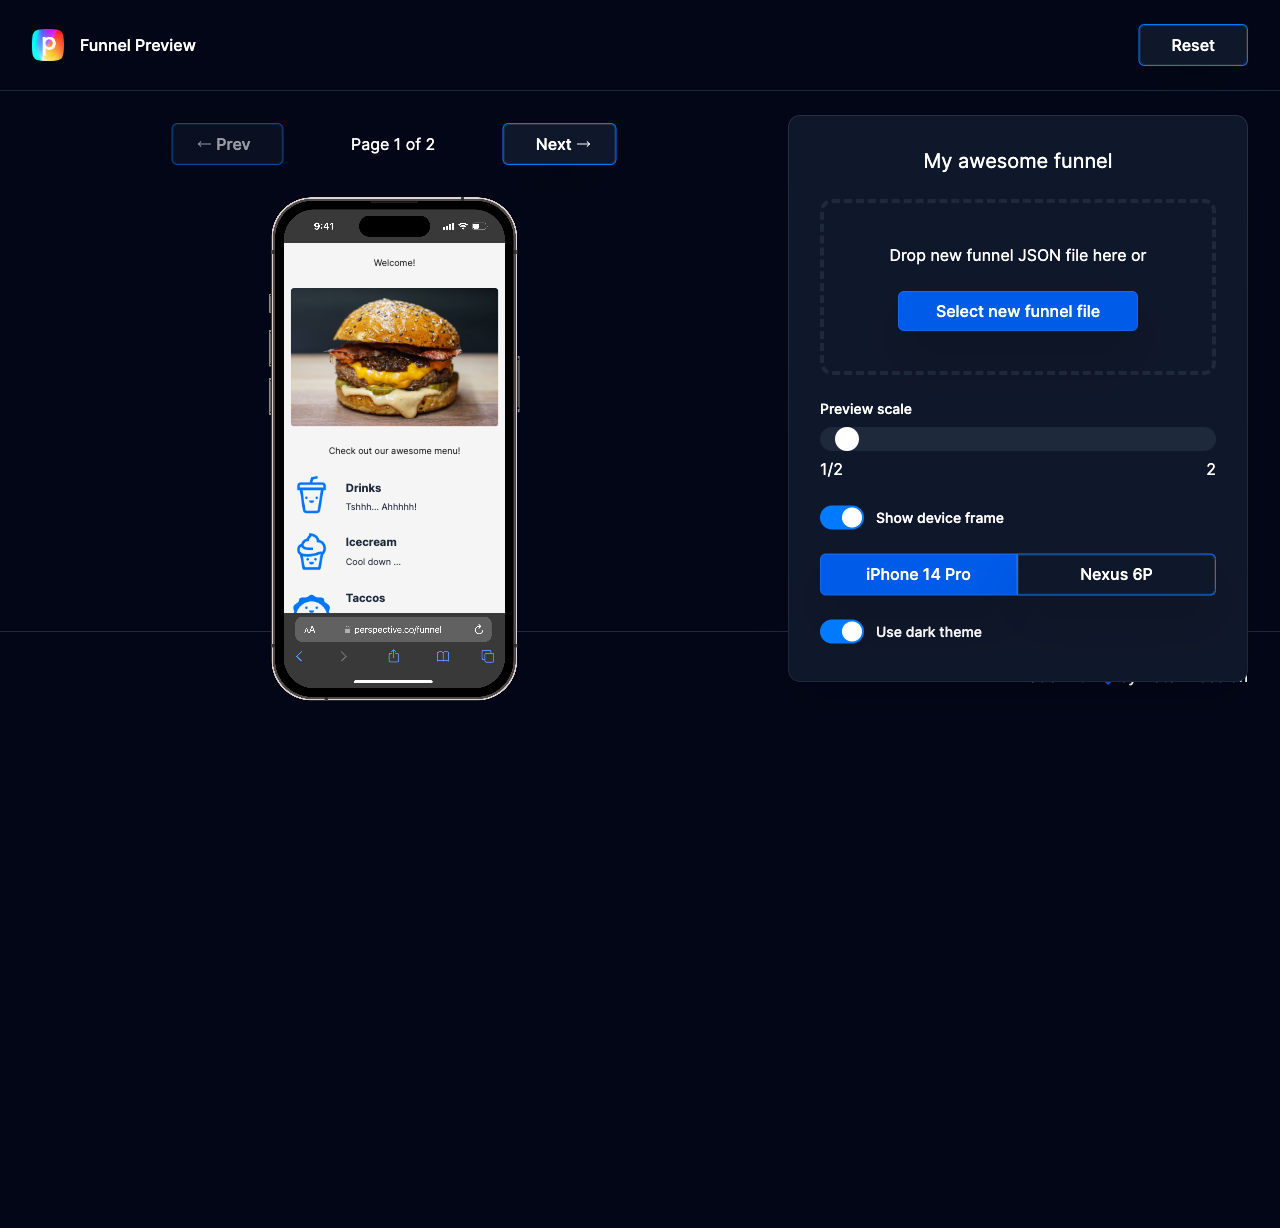 p
Funnel Preview
Reset
← Prev
Page 1 of 2
Next →
9:41
Welcome!
Check out our awesome menu!
Drinks
Tshhh... Ahhhhh!
Icecream
Cool down ...
Taccos
AA
perspective.co/funnel
My awesome funnel
Drop new funnel JSON file here or
Select new funnel file
Preview scale
1/2
2
Show device frame
iPhone 14 Pro
Nexus 6P
Use dark theme